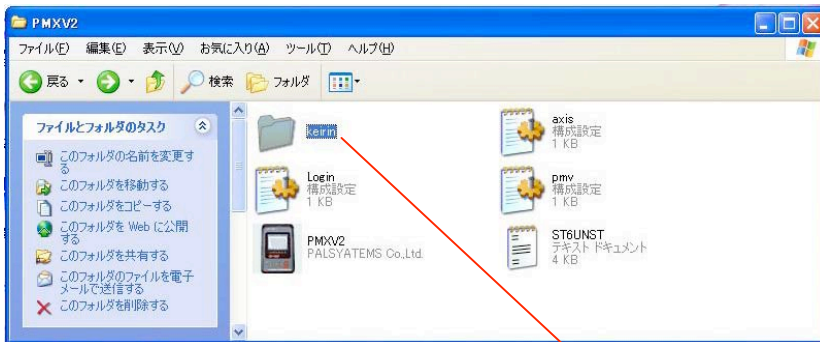 PMXV2
ファイル(F) 編集(E) 表示(V) お気に入り(A) ツール(T) ヘルプ(H)
戻る 検索 フォルダ
ファイルとフォルダのタスク
このフォルダの名前を変更す
る
このフォルダを移動する
このフォルダをコピーする
このフォルダを Web に公開
する
このフォルダを共有する
このフォルダのファイルを電子
メールで送信する
このフォルダを削除する
keirin
axis
構成設定
1 KB
Login
構成設定
1 KB
pmv
構成設定
1 KB
PMXV2
PALSYATEMS Co.,Ltd.
ST6UNST
テキスト ドキュメント
4 KB